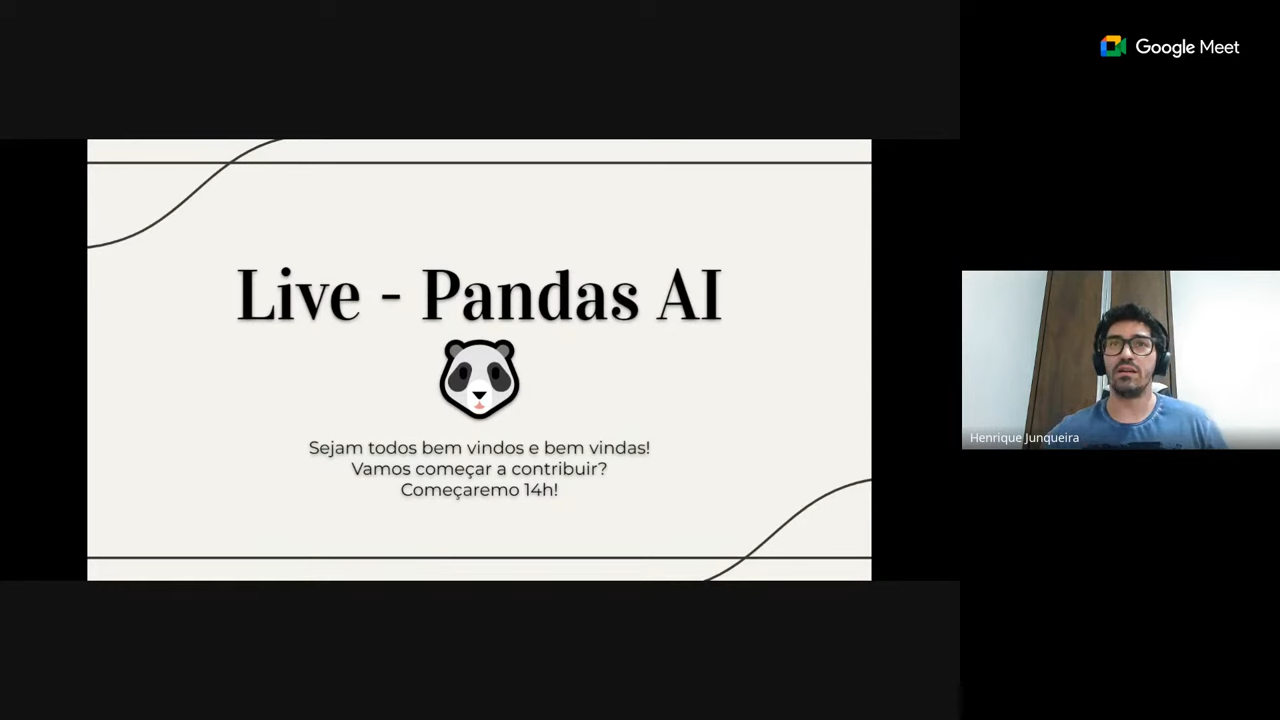 Google Meet
Live - Pandas AI
Sejam todos bem vindos e bem vindas!
Vamos começar a contribuir?
Começaremo 14h!
Henrique Junqueira